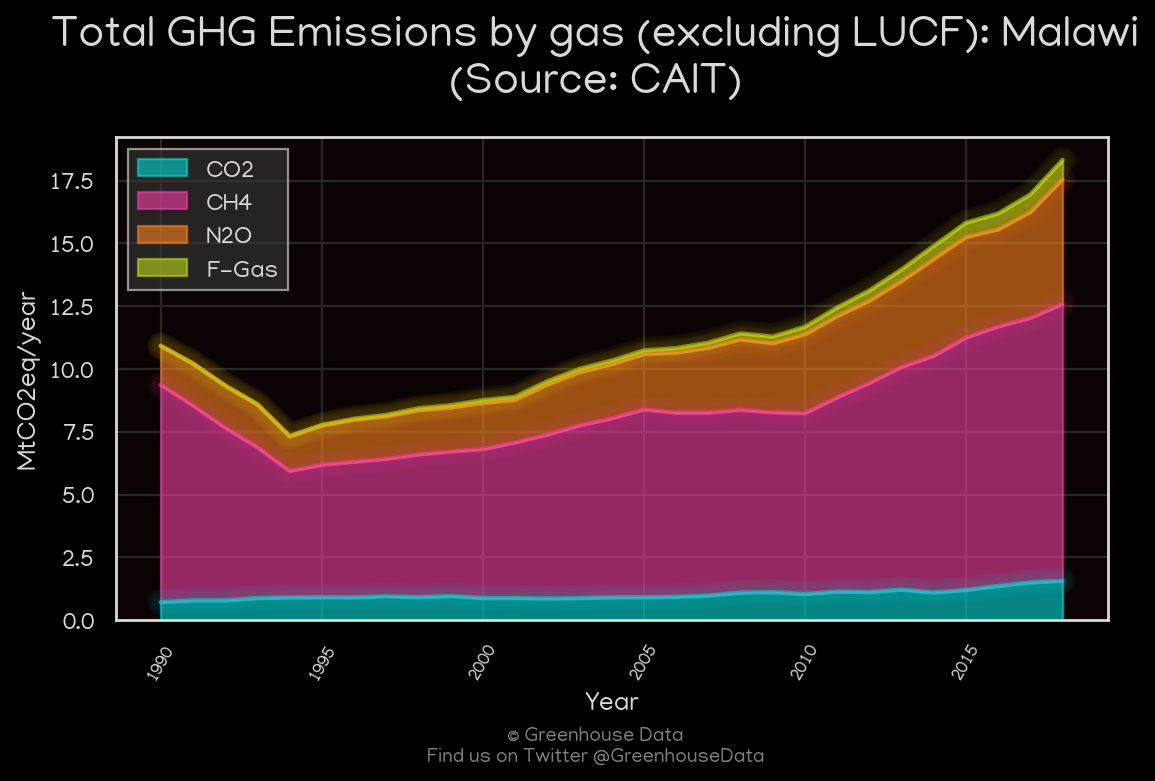 Total GHG Emissions by gas (excluding LUCF): Malawi
(Source: CAIT)
CO2
CH4
N2O
F-Gas
17.5
15.0
12.5
10.0
7.5
5.0
2.5
0.0
MtCO2eq/year
1990
1995
2000
2005
2010
2015
Year
© Greenhouse Data
Find us on Twitter @GreenhouseData